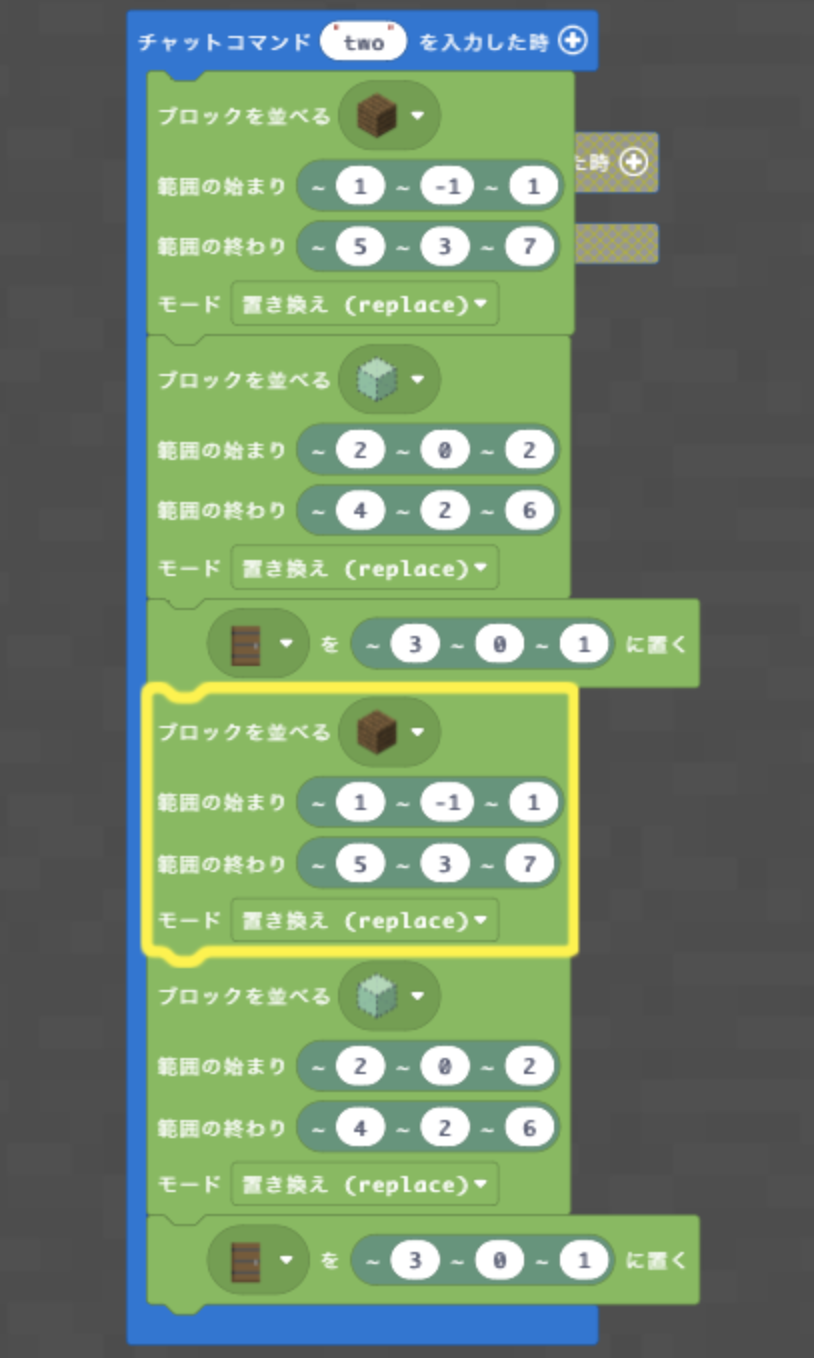 チャットコマンド "two" を入力した時
た時
ブロックを並べる
範囲の始まり ~ 1 ~ -1 ~ 1
範囲の終わり ~ 5 ~ 3 ~ 7
モード 置き換え (replace)
ブロックを並べる
範囲の始まり ~ 2 ~ 0 ~ 2
範囲の終わり ~ 4 ~ 2 ~ 6
モード 置き換え (replace)
を ~ 3 ~ 0 ~ 1 に置く
ブロックを並べる
範囲の始まり ~ 1 ~ -1 ~ 1
範囲の終わり ~ 5 ~ 3 ~ 7
モード 置き換え (replace)
ブロックを並べる
範囲の始まり ~ 2 ~ 0 ~ 2
範囲の終わり ~ 4 ~ 2 ~ 6
モード 置き換え (replace)
を ~ 3 ~ 0 ~ 1 に置く